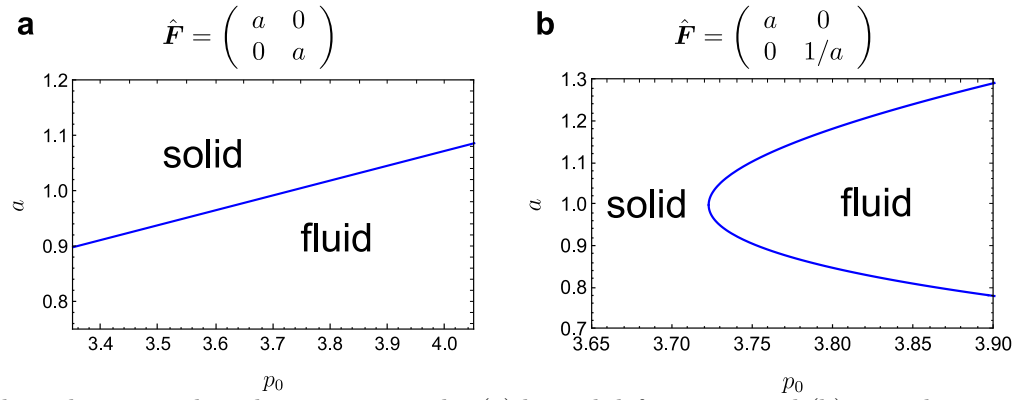 a
F̂ = ( a 0
0 a )
1.2
1.1
1.0
0.9
0.8
a
solid
fluid
3.4 3.5 3.6 3.7 3.8 3.9 4.0
p₀
b
F̂ = ( a 0
0 1/a )
1.3
1.2
1.1
1.0
0.9
0.8
0.7
a
solid
fluid
3.65 3.70 3.75 3.80 3.85 3.90
p₀